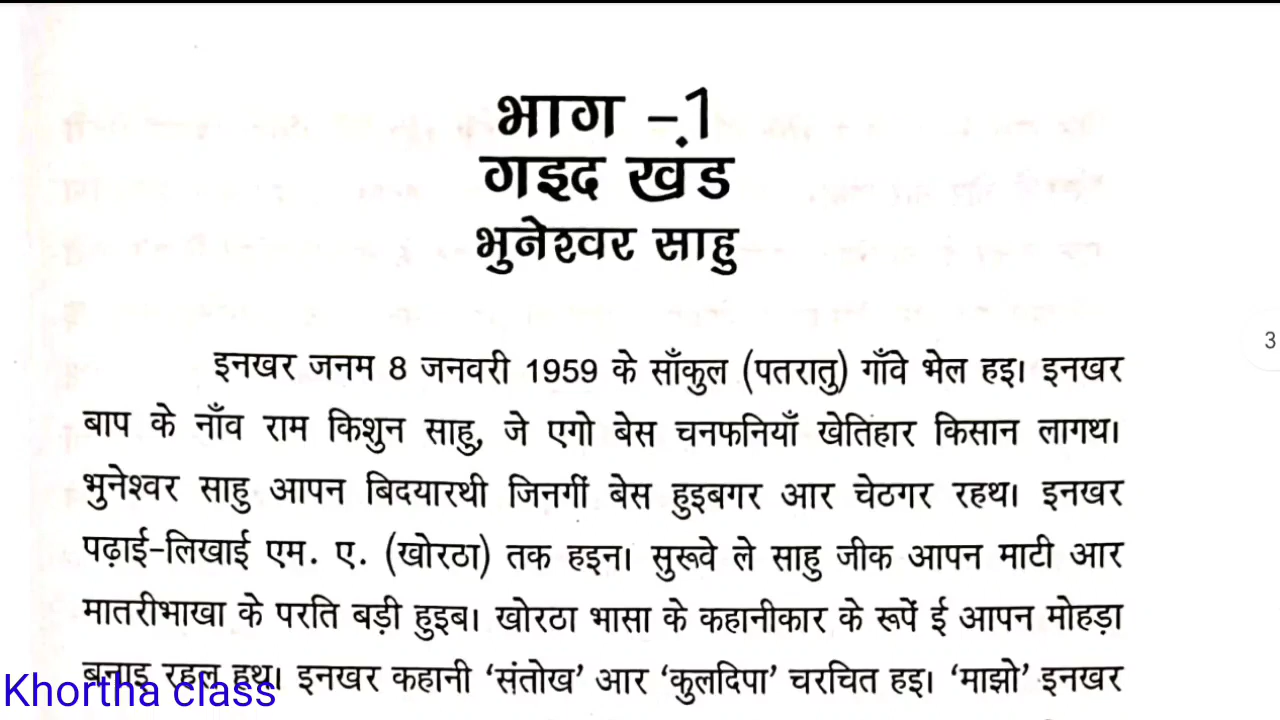 भाग -1
गइद खंड
भुनेश्वर साहु
इनखर जनम 8 जनवरी 1959 के साँकुल (पतरातु) गाँवे भेल हइ। इनखर
बाप के नाँव राम किशुन साहु, जे एगो बेस चनफनियाँ खेतिहार किसान लागथ।
भुनेश्वर साहु आपन बिदयारथी जिनगीं बेस हुइबगर आर चेठगर रहथ। इनखर
पढ़ाई-लिखाई एम. ए. (खोरठा) तक हइन। सुरूवे ले साहु जीक आपन माटी आर
मातरीभाखा के परति बड़ी हुइब। खोरठा भासा के कहानीकार के रूपें ई आपन मोहड़ा
बनाइ रहल हथ। इनखर कहानी ‘संतोख’ आर ‘कुलदिपा’ चरचित हइ। ‘माझो’ इनखर
Khortha class
3